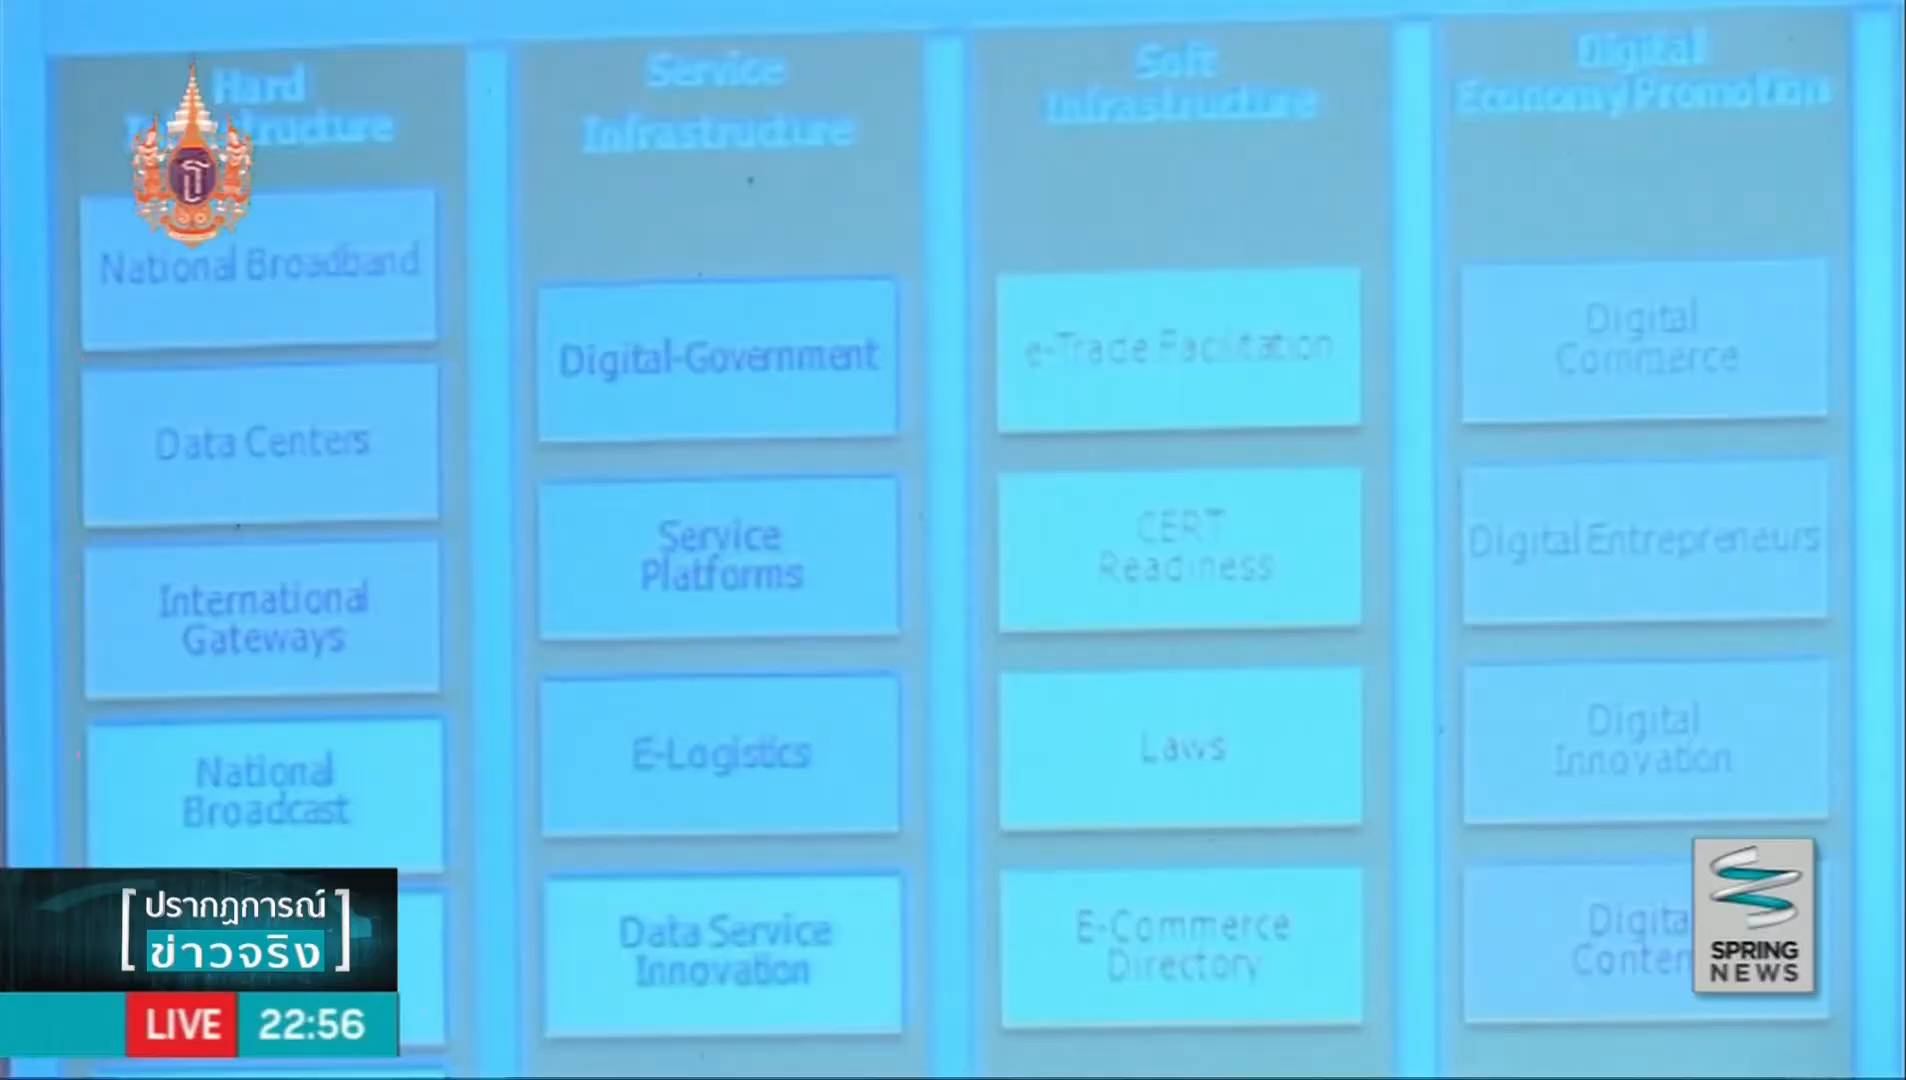 Hard
Infrastructure
National Broadband
Data Centers
International
Gateways
National
Broadcast
Service
Infrastructure
Digital-Government
Service
Platforms
E-Logistics
Data Service
Innovation
Soft
Infrastructure
e-Trade Facilitation
CERT
Readiness
Laws
E-Commerce
Directory
Digital
Economy Promotion
Digital
Commerce
Digital Entrepreneurs
Digital
Innovation
Digital
Conten
ปรากฏการณ์
ข่าวจริง
LIVE 22:56
SPRING
NEWS